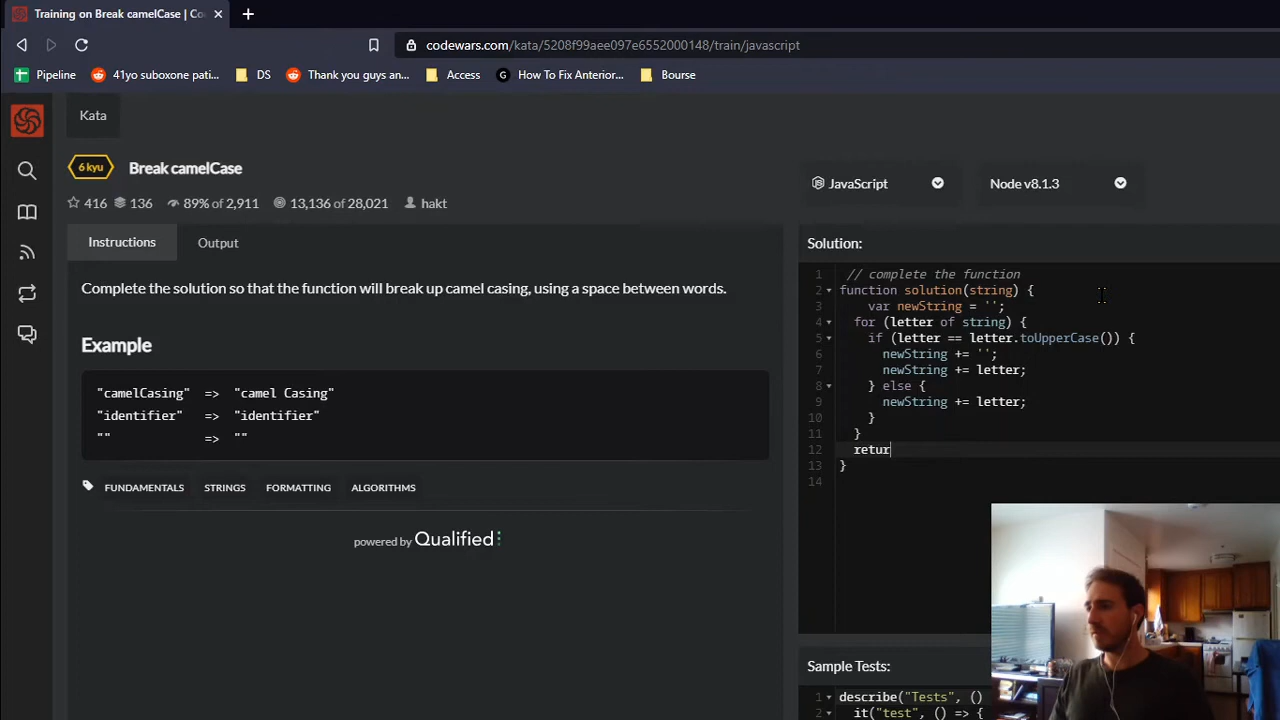 Training on Break camelCase | Co
codewars.com/kata/5208f99aee097e6552000148/train/javascript
Pipeline 41yo suboxone pati... DS Thank you guys an... Access G How To Fix Anterior... Bourse
Kata
6 kyu Break camelCase
JavaScript Node v8.1.3
416 136 89% of 2,911 13,136 of 28,021 hakt
Instructions Output
Complete the solution so that the function will break up camel casing, using a space between words.
Example
"camelCasing" => "camel Casing"
"identifier" => "identifier"
"" => ""
FUNDAMENTALS STRINGS FORMATTING ALGORITHMS
powered by Qualified
Solution:
1 // complete the function
2 function solution(string) {
3 var newString = '';
4 for (letter of string) {
5 if (letter == letter.toUpperCase()) {
6 newString += '';
7 newString += letter;
8 } else {
9 newString += letter;
10 }
11 }
12 retur
13 }
14
Sample Tests:
1 describe("Tests", ()
2 it("test", () => {